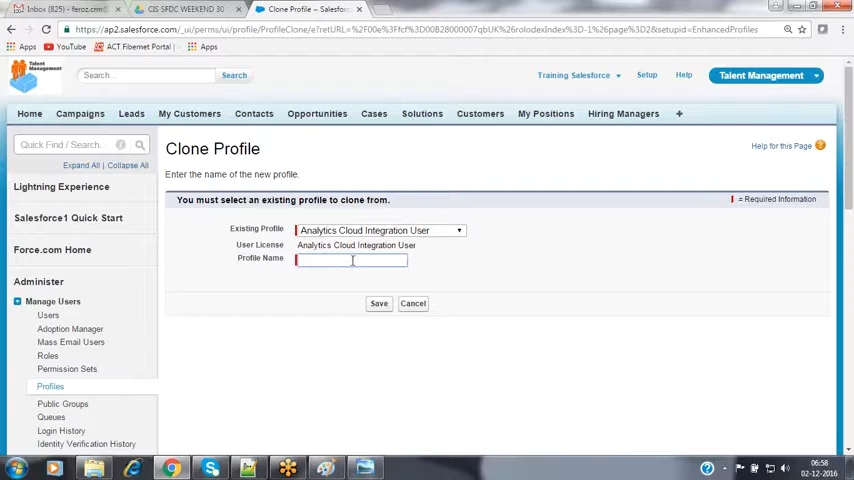 Inbox (825) - feroz.crm
CIS SFDC WEEKEND 30
Clone Profile ~ Salesforc
https://ap2.salesforce.com/_ui/perms/ui/profile/ProfileClone/e?retURL=%2F00e%3Ffcf%3D00B28000007qbUK%26rolodexIndex%3D-1%26page%3D2&setupid=EnhancedProfiles
Apps YouTube ACT Fibernet Portal Apps
Talent Management
Search... Search Training Salesforce Setup Help Talent Management
Home Campaigns Leads My Customers Contacts Opportunities Cases Solutions Customers My Positions Hiring Managers +
Quick Find / Search...
Expand All | Collapse All
Lightning Experience
Salesforce1 Quick Start
Force.com Home
Administer
Manage Users
Users
Adoption Manager
Mass Email Users
Roles
Permission Sets
Profiles
Public Groups
Queues
Login History
Identity Verification History
Clone Profile
Help for this Page
Enter the name of the new profile.
You must select an existing profile to clone from.
= Required Information
Existing Profile Analytics Cloud Integration User
User License Analytics Cloud Integration User
Profile Name
Save Cancel
06:58
02-12-2016